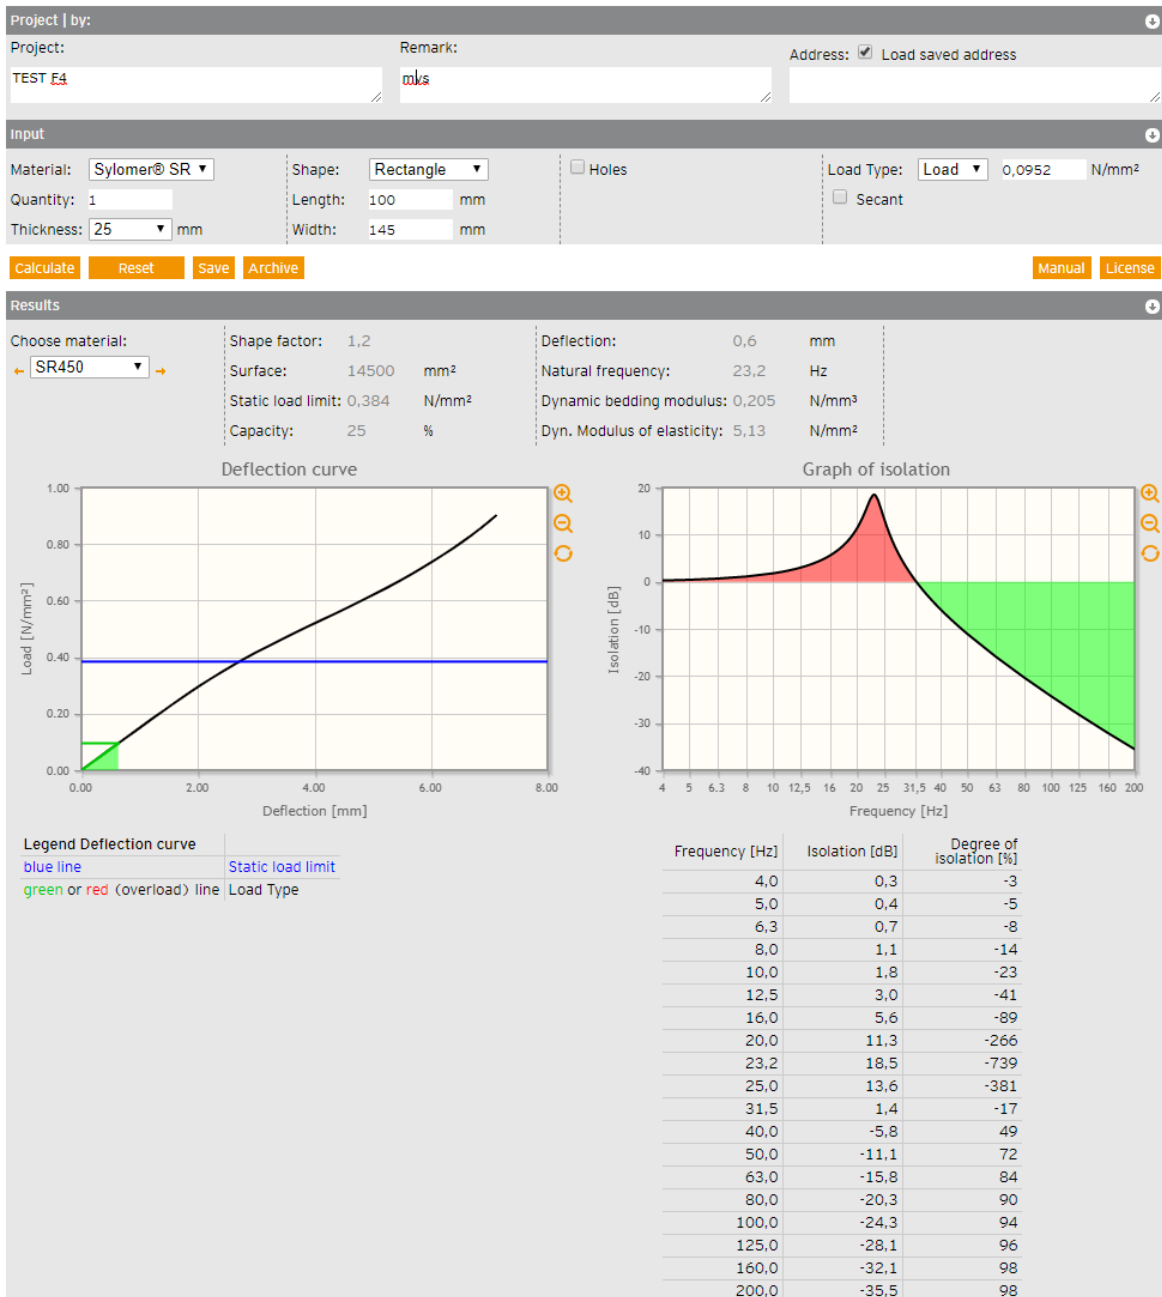 Project | by:
Project: Remark: Address: Load saved address
TEST F4 mvs
Input
Material: Sylomer® SR Shape: Rectangle Holes Load Type: Load 0,0952 N/mm²
Quantity: 1 Length: 100 mm Secant
Thickness: 25 mm Width: 145 mm
Calculate Reset Save Archive Manual License
Results
Choose material: Shape factor: 1,2 Deflection: 0,6 mm
SR450 Surface: 14500 mm² Natural frequency: 23,2 Hz
Static load limit: 0,384 N/mm² Dynamic bedding modulus: 0,205 N/mm³
Capacity: 25 % Dyn. Modulus of elasticity: 5,13 N/mm²
Deflection curve
1.00
0.80
0.60
0.40
0.20
0.00
Load [N/mm²]
0.00 2.00 4.00 6.00 8.00
Deflection [mm]
Graph of isolation
20
10
0
-10
-20
-30
-40
Isolation [dB]
4 5 6.3 8 10 12,5 16 20 25 31,5 40 50 63 80 100 125 160 200
Frequency [Hz]
Legend Deflection curve
blue line Static load limit
green or red (overload) line Load Type
Frequency [Hz] Isolation [dB] Degree of isolation [%]
4,0 0,3 -3
5,0 0,4 -5
6,3 0,7 -8
8,0 1,1 -14
10,0 1,8 -23
12,5 3,0 -41
16,0 5,6 -89
20,0 11,3 -266
23,2 18,5 -739
25,0 13,6 -381
31,5 1,4 -17
40,0 -5,8 49
50,0 -11,1 72
63,0 -15,8 84
80,0 -20,3 90
100,0 -24,3 94
125,0 -28,1 96
160,0 -32,1 98
200,0 -35,5 98